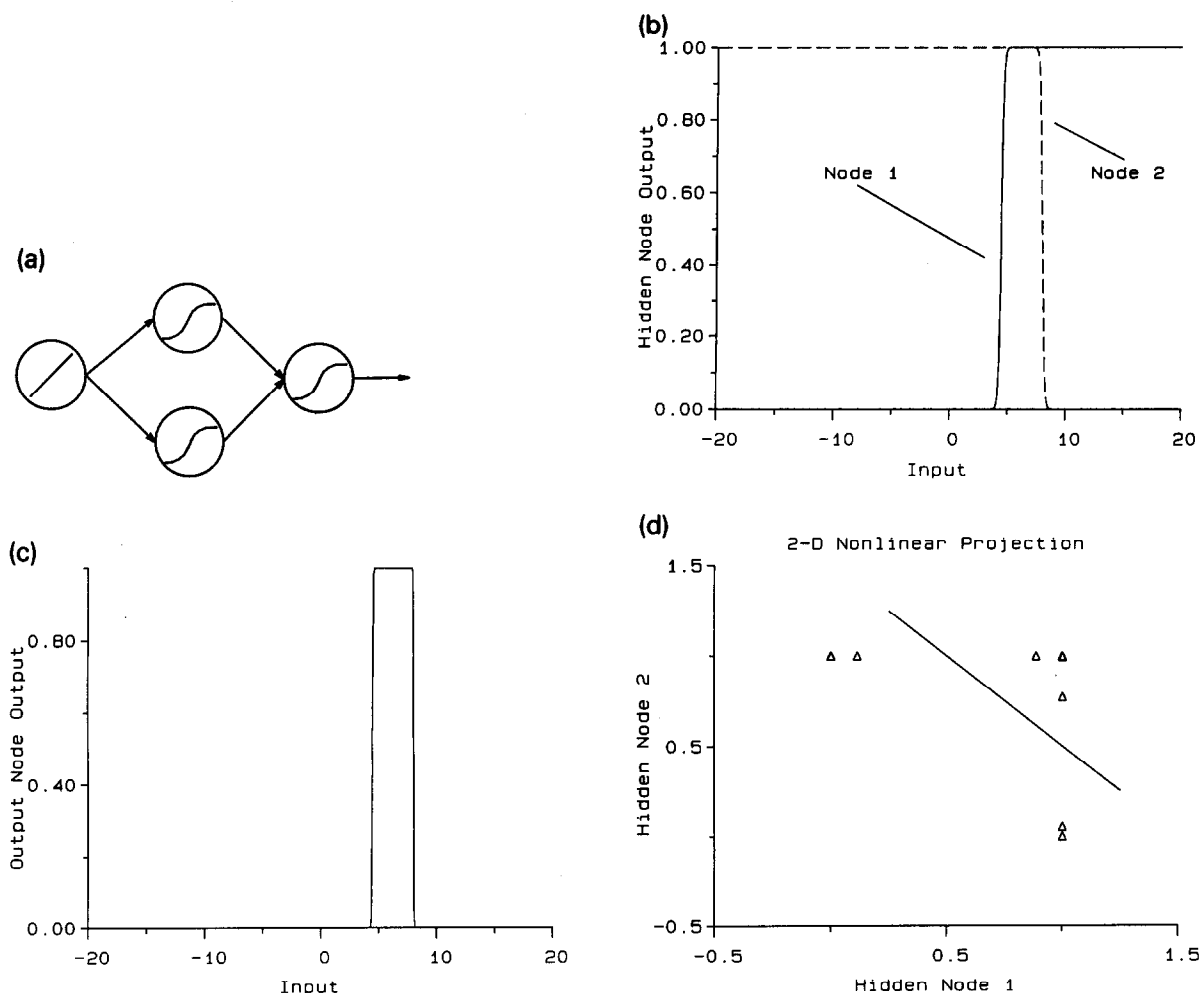 (a)
(b)
1.00
0.80
0.60
0.40
0.20
0.00
Hidden Node Output
Node 1
Node 2
-20
-10
0
10
20
Input
(c)
0.80
0.40
0.00
Output Node Output
-20
-10
0
10
20
Input
(d)
2-D Nonlinear Projection
1.5
0.5
-0.5
Hidden Node 2
-0.5
0.5
1.5
Hidden Node 1